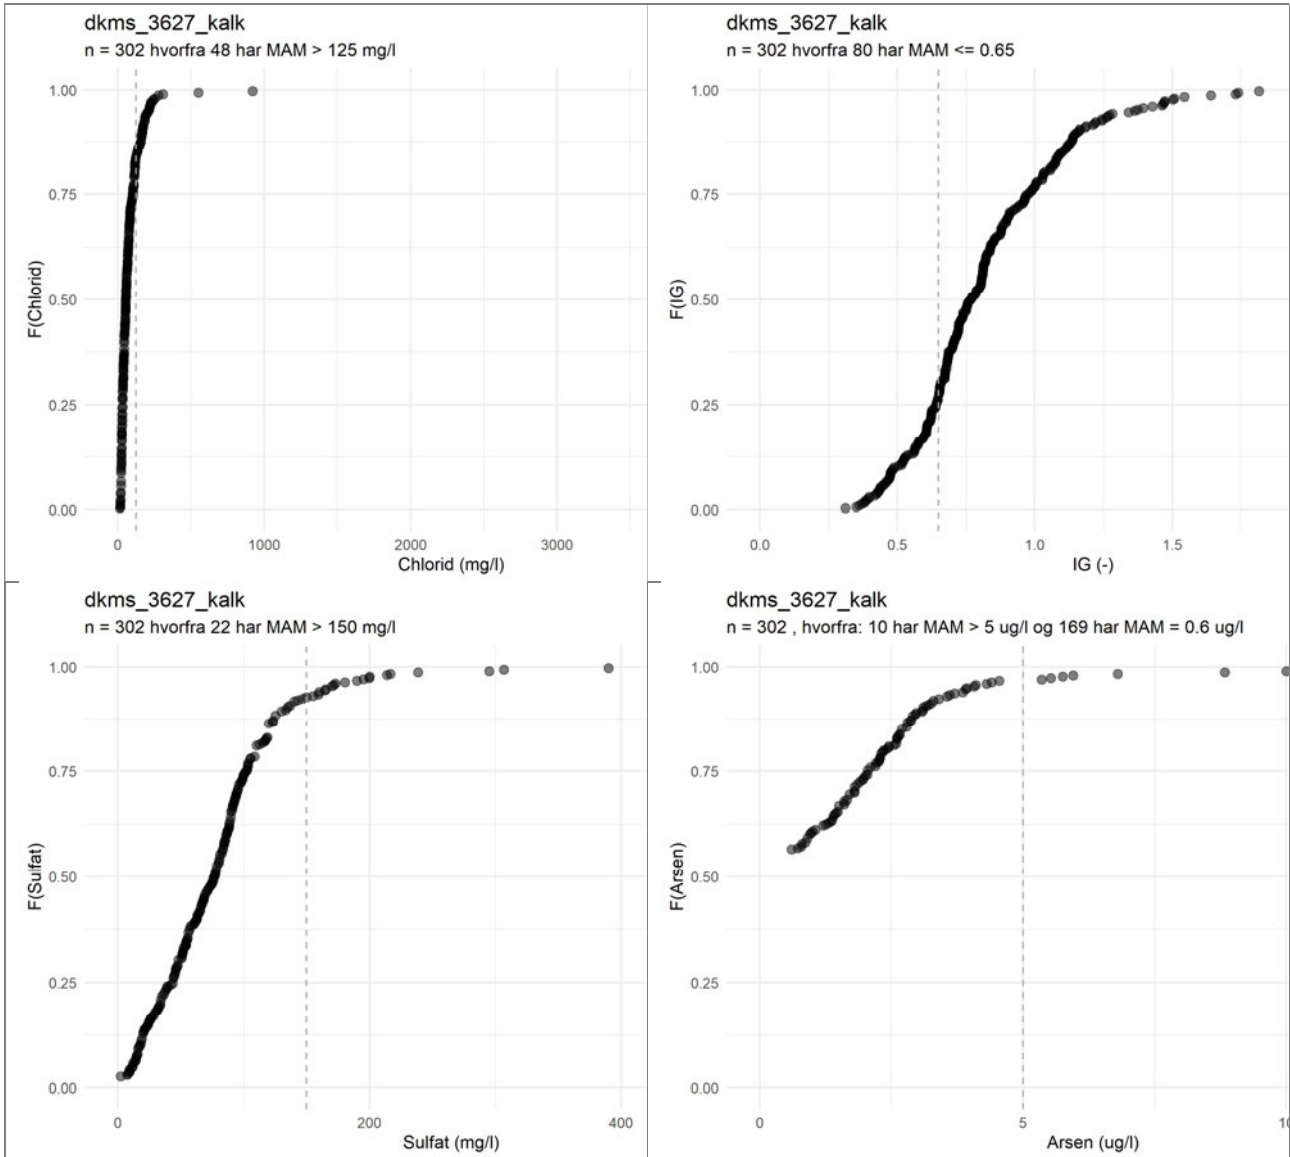 dkms_3627_kalk
n = 302 hvorfra 48 har MAM > 125 mg/l
1.00
0.75
0.50
0.25
0.00
F(Chlorid)
0 1000 2000 3000
Chlorid (mg/l)
dkms_3627_kalk
n = 302 hvorfra 80 har MAM <= 0.65
1.00
0.75
0.50
0.25
0.00
F(IG)
0.0 0.5 1.0 1.5
IG (-)
dkms_3627_kalk
n = 302 hvorfra 22 har MAM > 150 mg/l
1.00
0.75
0.50
0.25
0.00
F(Sulfat)
0 200 400
Sulfat (mg/l)
dkms_3627_kalk
n = 302 , hvorfra: 10 har MAM > 5 ug/l og 169 har MAM = 0.6 ug/l
1.00
0.75
0.50
0.25
0.00
F(Arsen)
0 5
Arsen (ug/l)